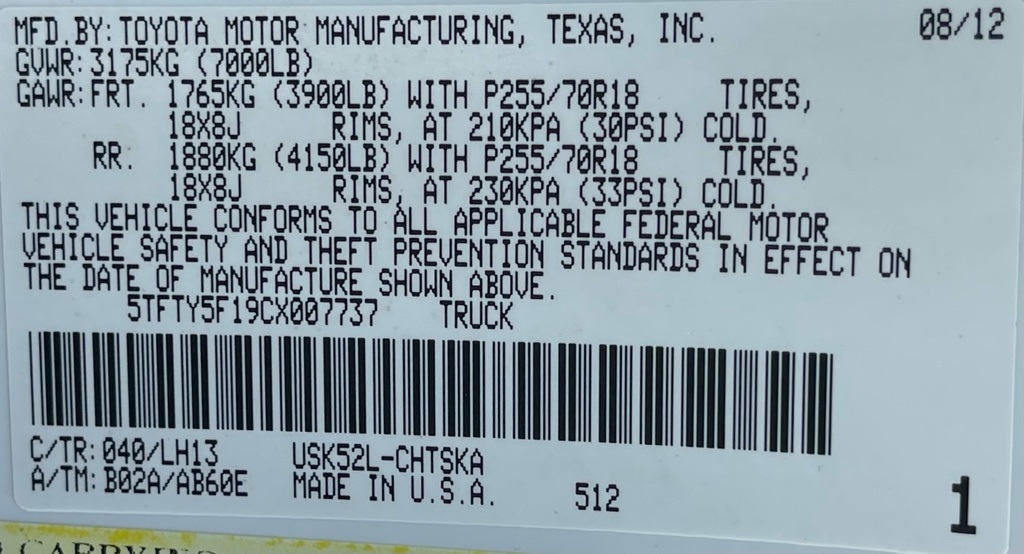 MFD.BY: TOYOTA MOTOR MANUFACTURING, TEXAS, INC. 08/12
GVWR: 3175KG (7000LB)
GAWR: FRT. 1765KG (3900LB) WITH P255/70R18 TIRES,
18X8J RIMS, AT 210KPA (30PSI) COLD.
RR. 1880KG (4150LB) WITH P255/70R18 TIRES,
18X8J RIMS, AT 230KPA (33PSI) COLD.
THIS VEHICLE CONFORMS TO ALL APPLICABLE FEDERAL MOTOR
VEHICLE SAFETY AND THEFT PREVENTION STANDARDS IN EFFECT ON
THE DATE OF MANUFACTURE SHOWN ABOVE.
5TFTY5F19CX007737 TRUCK
C/TR: 040/LH13 USK52L-CHTSKA
A/TM: B02A/AB60E MADE IN U.S.A. 512 1